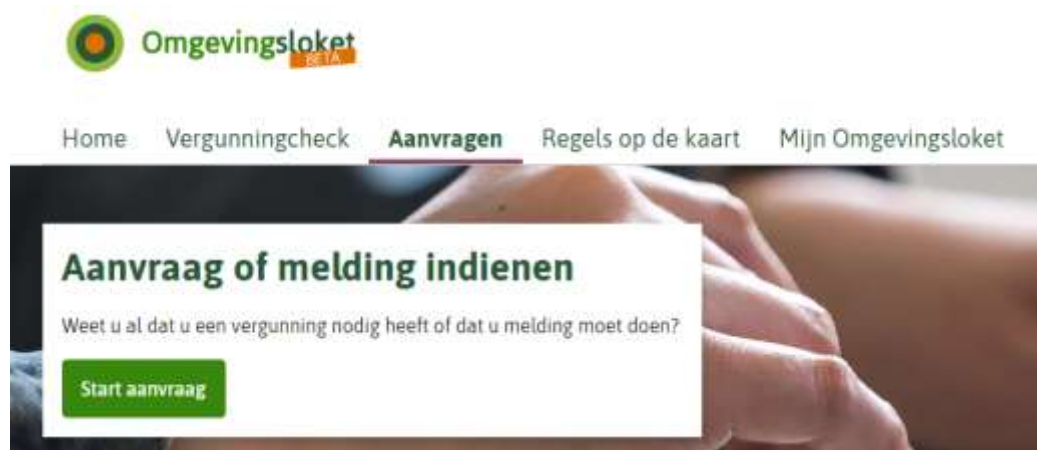 Omgevingsloket
BETA
Home Vergunningcheck Aanvragen Regels op de kaart Mijn Omgevingsloket
Aanvraag of melding indienen
Weet u al dat u een vergunning nodig heeft of dat u melding moet doen?
Start aanvraag